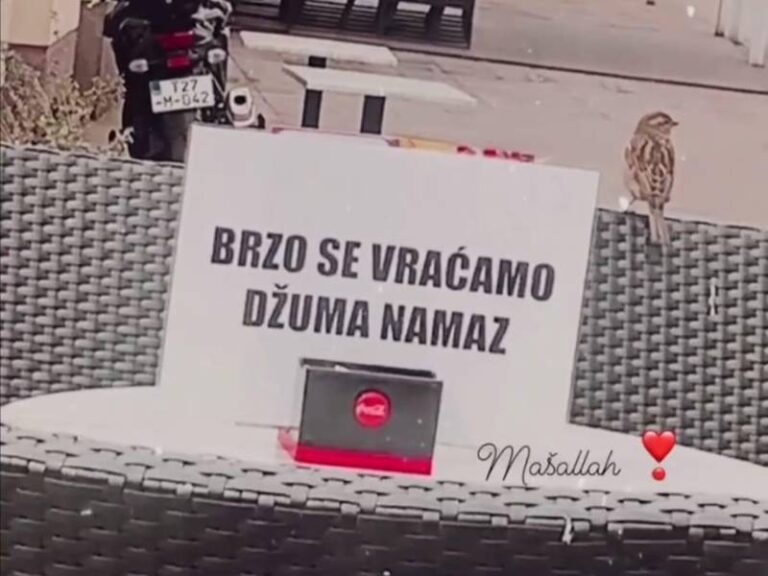 T27
-M-042
BRZO SE VRAĆAMO
DŽUMA NAMAZ
Mašallah